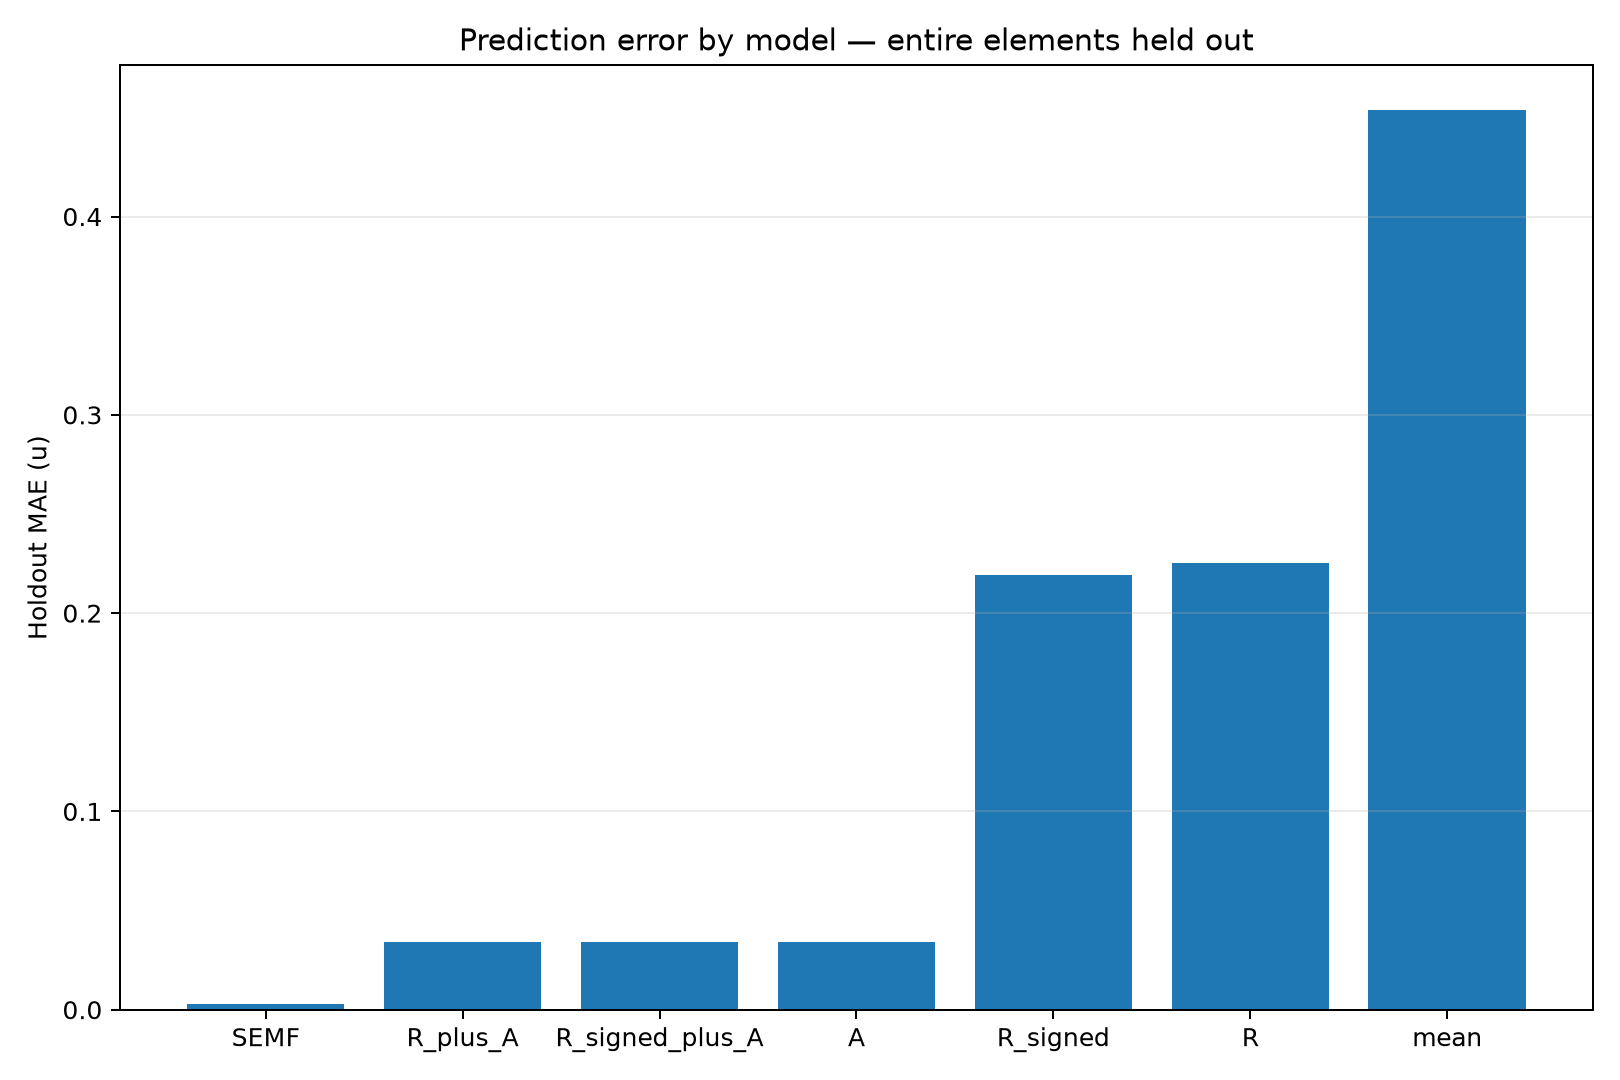 Prediction error by model — entire elements held out
Holdout MAE (u)
0.4
0.3
0.2
0.1
0.0
SEMF R_plus_A R_signed_plus_A A R_signed R mean